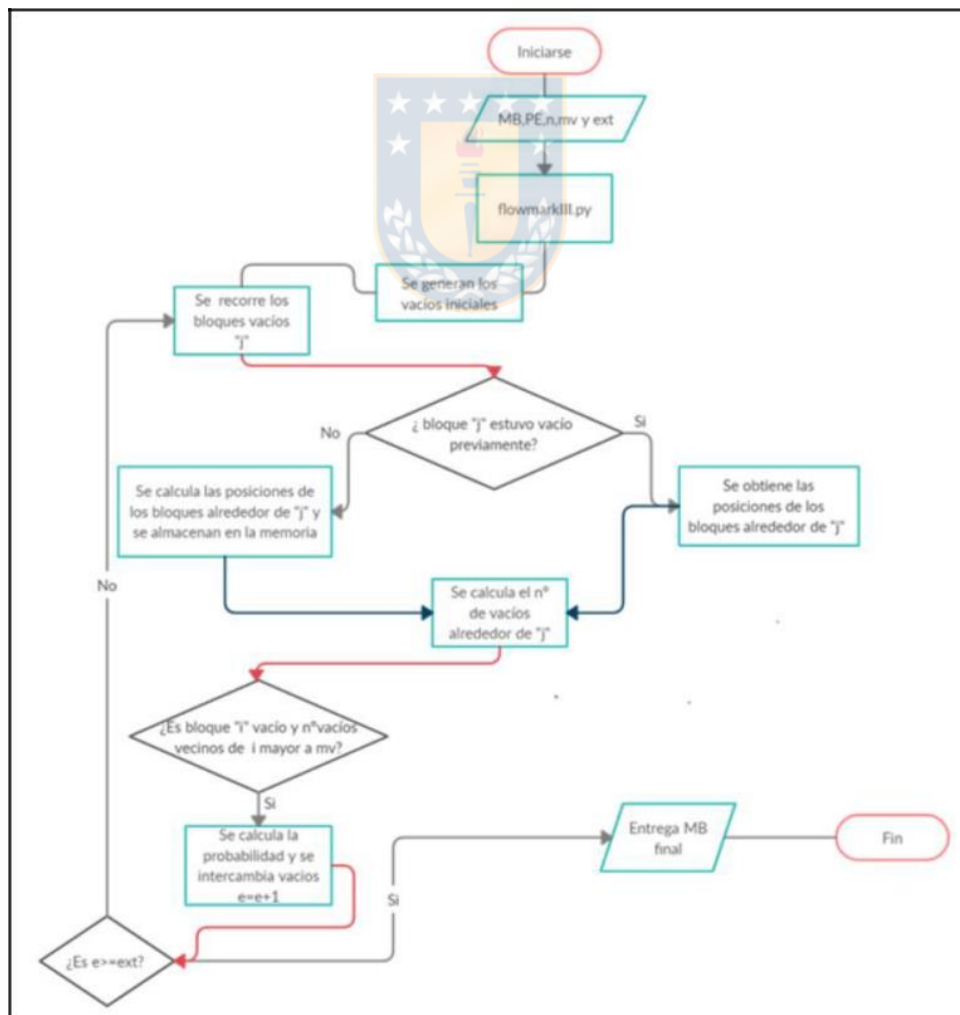 Iniciarse
MB,PE,n,mv y ext
flowmarkIII.py
Se generan los
vacíos iniciales
Se recorre los
bloques vacíos
"j"
¿ bloque "j" estuvo vacío
previamente?
No
Si
Se calcula las posiciones de
los bloques alrededor de "j" y
se almacenan en la memoria
Se obtiene las
posiciones de los
bloques alrededor de "j"
No
Se calcula el nº
de vacíos
alrededor de "j"
¿Es bloque "i" vacío y nºvacíos
vecinos de i mayor a mv?
Si
Se calcula la
probabilidad y se
intercambia vacíos
e=e+1
Entrega MB
final
Fin
Si
¿Es e>=ext?